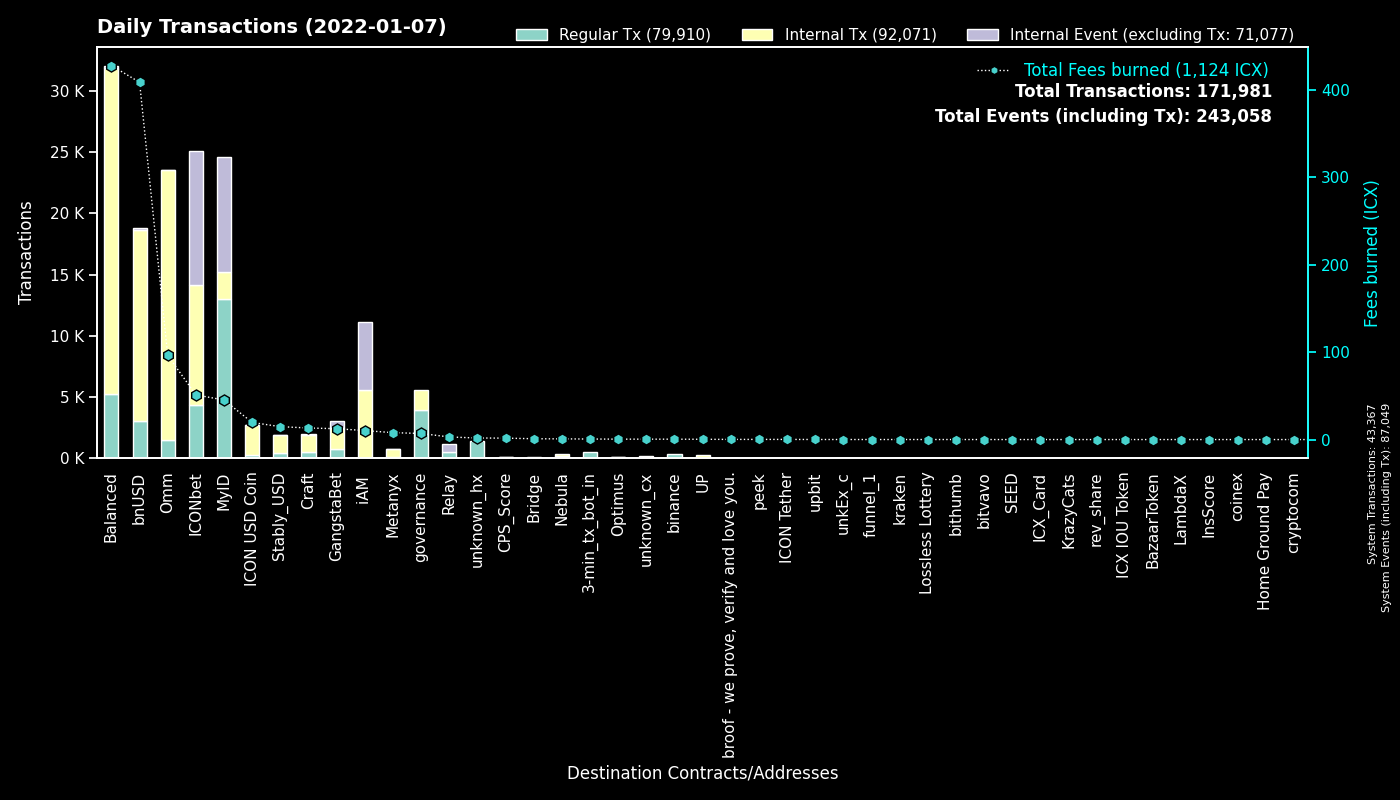 Daily Transactions (2022-01-07)
Regular Tx (79,910)
Internal Tx (92,071)
Internal Event (excluding Tx: 71,077)
Total Fees burned (1,124 ICX)
Total Transactions: 171,981
Total Events (including Tx): 243,058
Transactions
30 K
25 K
20 K
15 K
10 K
5 K
0 K
400
300
200
100
0
Fees burned (ICX)
System Transactions: 43,367
System Events (including Tx): 87,049
Balanced
bnUSD
Omm
ICONbet
MyID
ICON USD Coin
Stably_USD
Craft
GangstaBet
iAM
Metanyx
governance
Relay
unknown_hx
CPS_Score
Bridge
Nebula
3-min_tx_bot_in
Optimus
unknown_cx
binance
UP
broof - we prove, verify and love you.
peek
ICON Tether
upbit
unkEx_c
funnel_1
kraken
Lossless Lottery
bithumb
bitvavo
SEED
ICX_Card
KrazyCats
rev_share
ICX IOU Token
BazaarToken
LambdaX
InsScore
coinex
Home Ground Pay
cryptocom
Destination Contracts/Addresses